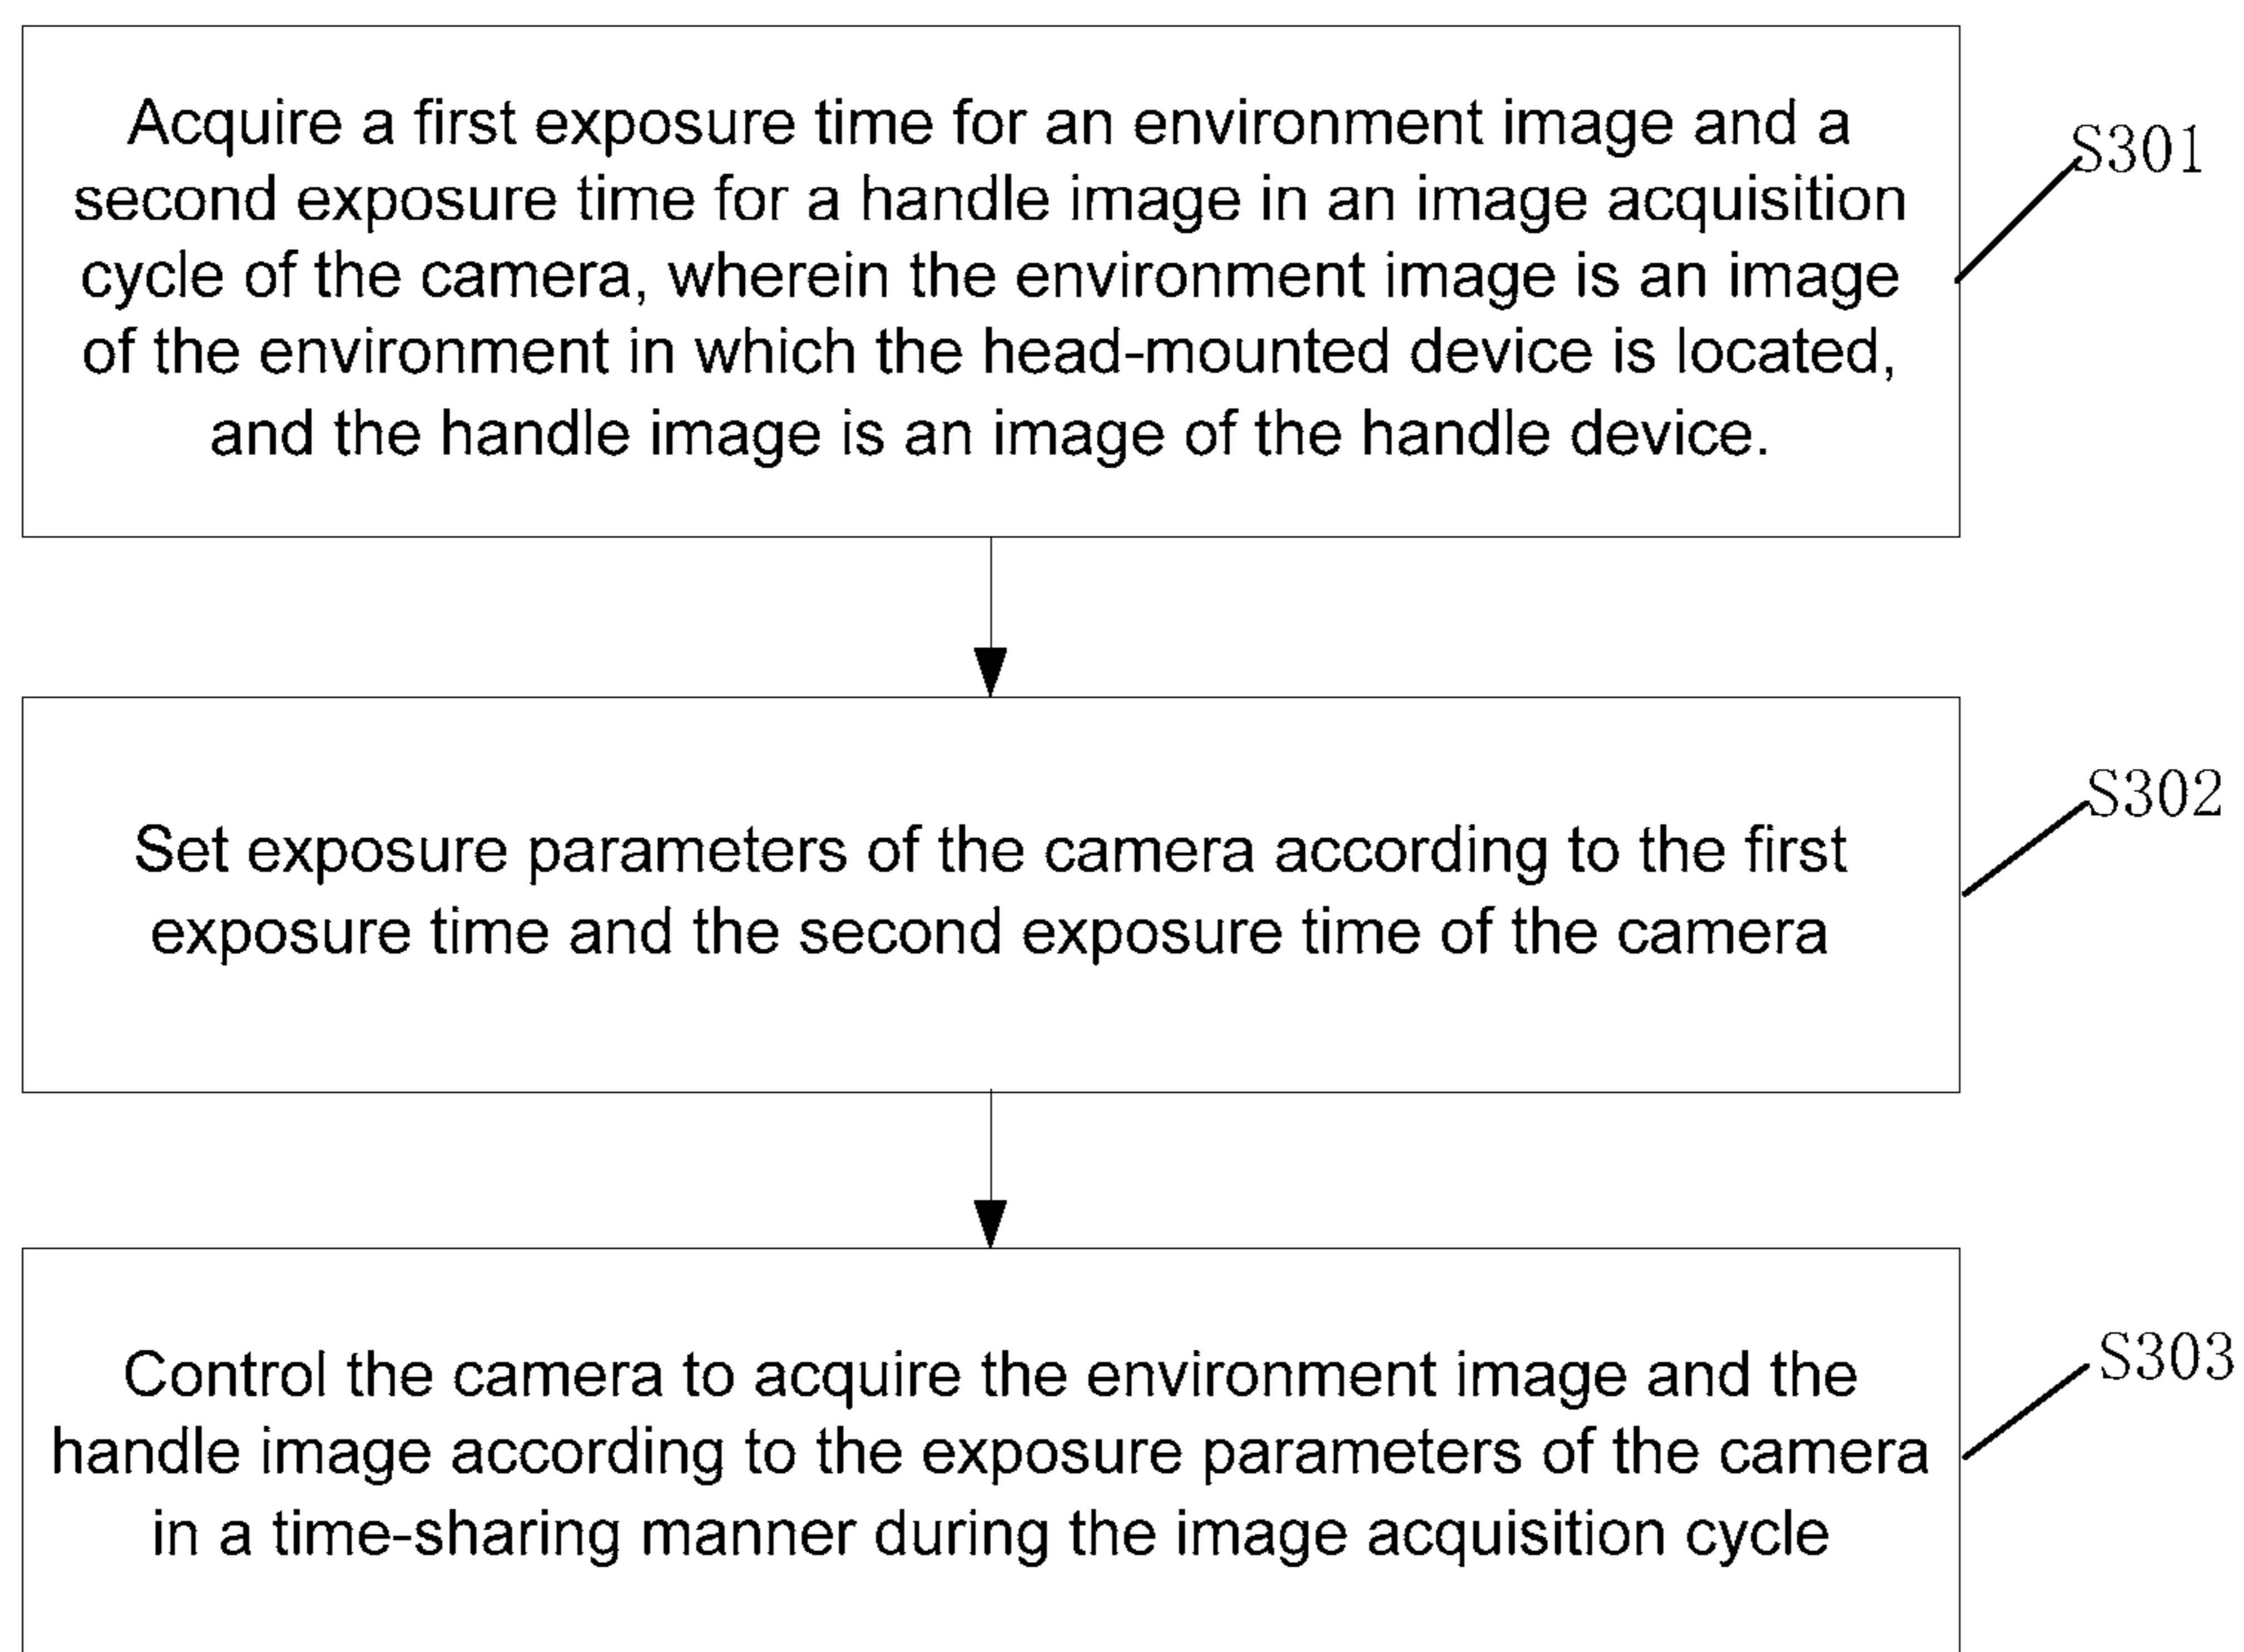 Acquire a first exposure time for an environment image and a
second exposure time for a handle image in an image acquisition
cycle of the camera, wherein the environment image is an image
of the environment in which the head-mounted device is located,
and the handle image is an image of the handle device.
S301
Set exposure parameters of the camera according to the first
exposure time and the second exposure time of the camera
S302
Control the camera to acquire the environment image and the
handle image according to the exposure parameters of the camera
in a time-sharing manner during the image acquisition cycle
S303